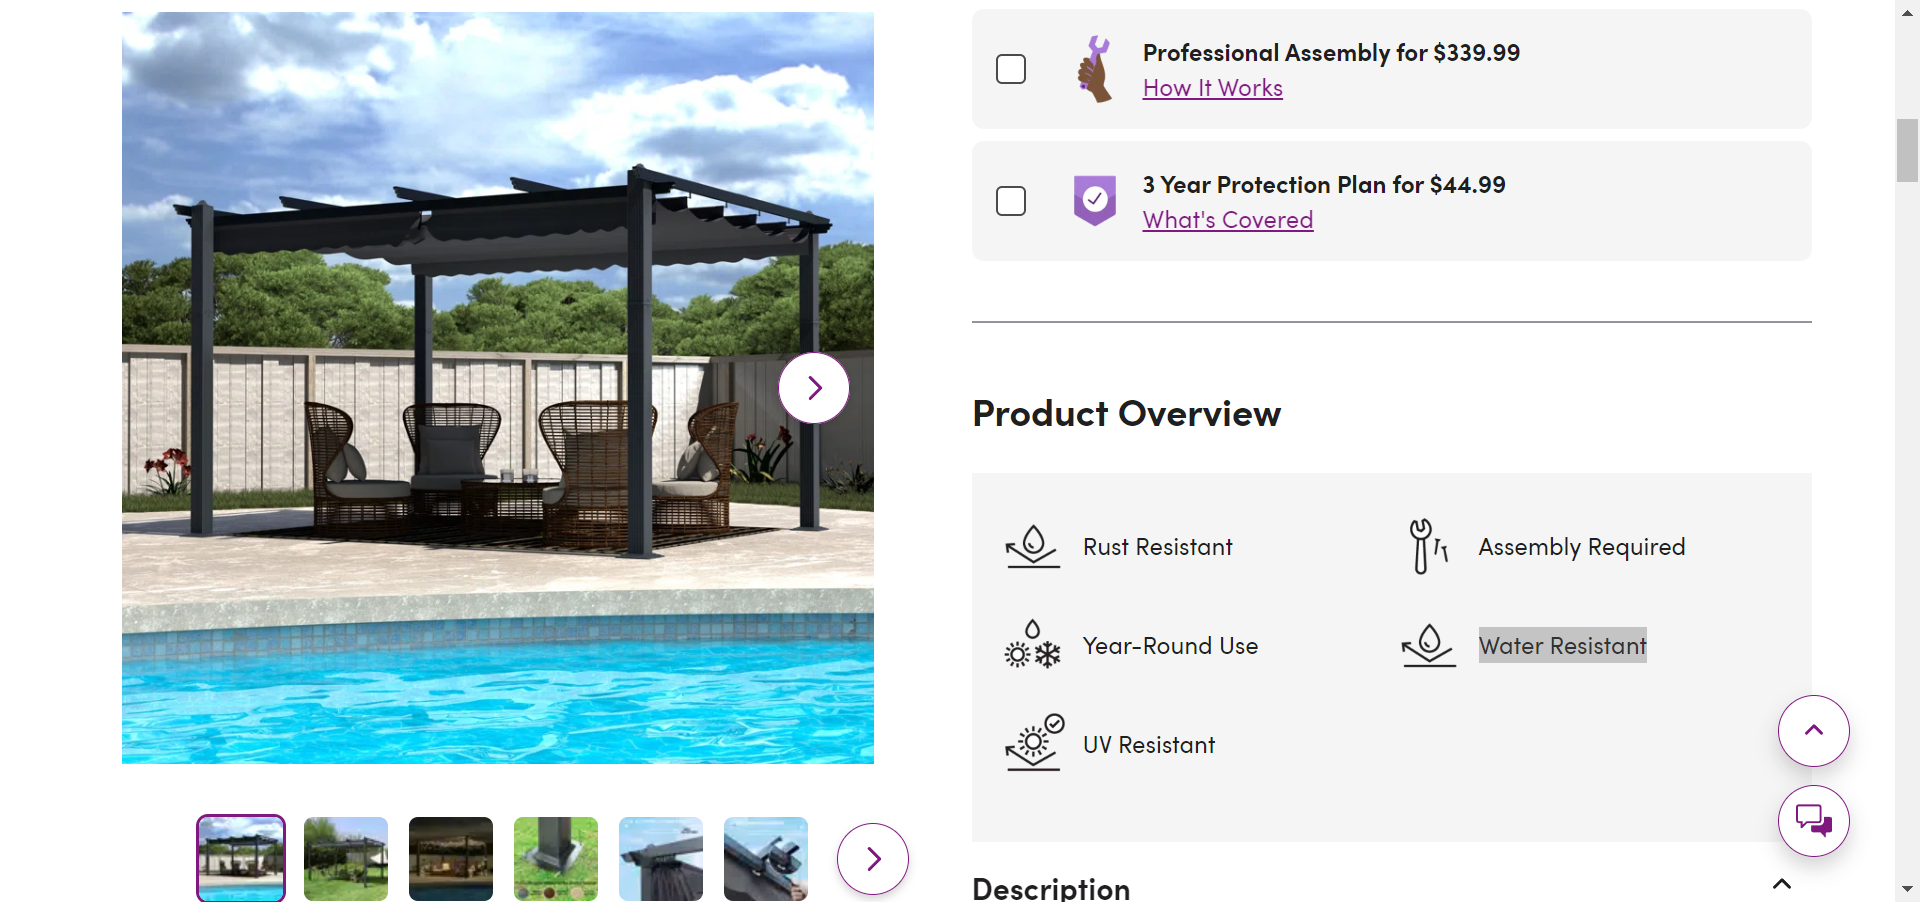 Professional Assembly for $339.99
How It Works
3 Year Protection Plan for $44.99
What's Covered
Product Overview
Rust Resistant
Assembly Required
Year-Round Use
Water Resistant
UV Resistant
Description